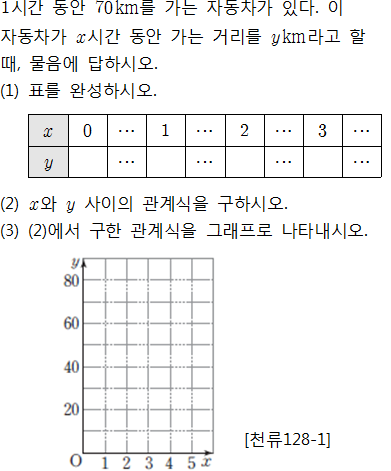 1시간 동안 70km를 가는 자동차가 있다. 이
자동차가 x시간 동안 가는 거리를 ykm라고 할
때, 물음에 답하시오.
(1) 표를 완성하시오.
x 0 ⋯ 1 ⋯ 2 ⋯ 3 ⋯
y ⋯ ⋯ ⋯ ⋯
(2) x와 y 사이의 관계식을 구하시오.
(3) (2)에서 구한 관계식을 그래프로 나타내시오.
y
80
60
40
20
O 1 2 3 4 5 x
[천류128-1]